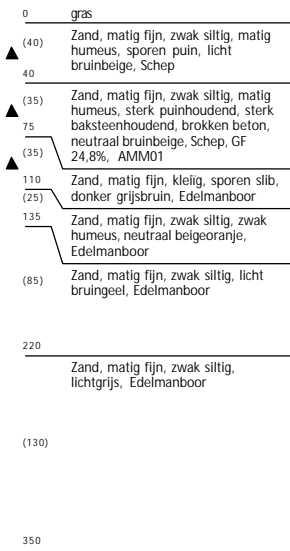 0 gras
(40) Zand, matig fijn, zwak siltig, matig
humeus, sporen puin, licht
bruinbeige, Schep
40
(35) Zand, matig fijn, zwak siltig, matig
humeus, sterk puinhoudend, sterk
baksteenhoudend, brokken beton,
75 neutraal bruinbeige, Schep, GF
(35) 24,8%, AMM01
110 Zand, matig fijn, kleiïg, sporen slib,
(25) donker grijsbruin, Edelmanboor
135 Zand, matig fijn, zwak siltig, zwak
humeus, neutraal beigeoranje,
Edelmanboor
(85) Zand, matig fijn, zwak siltig, licht
bruingeel, Edelmanboor
220
Zand, matig fijn, zwak siltig,
lichtgrijs, Edelmanboor
(130)
350